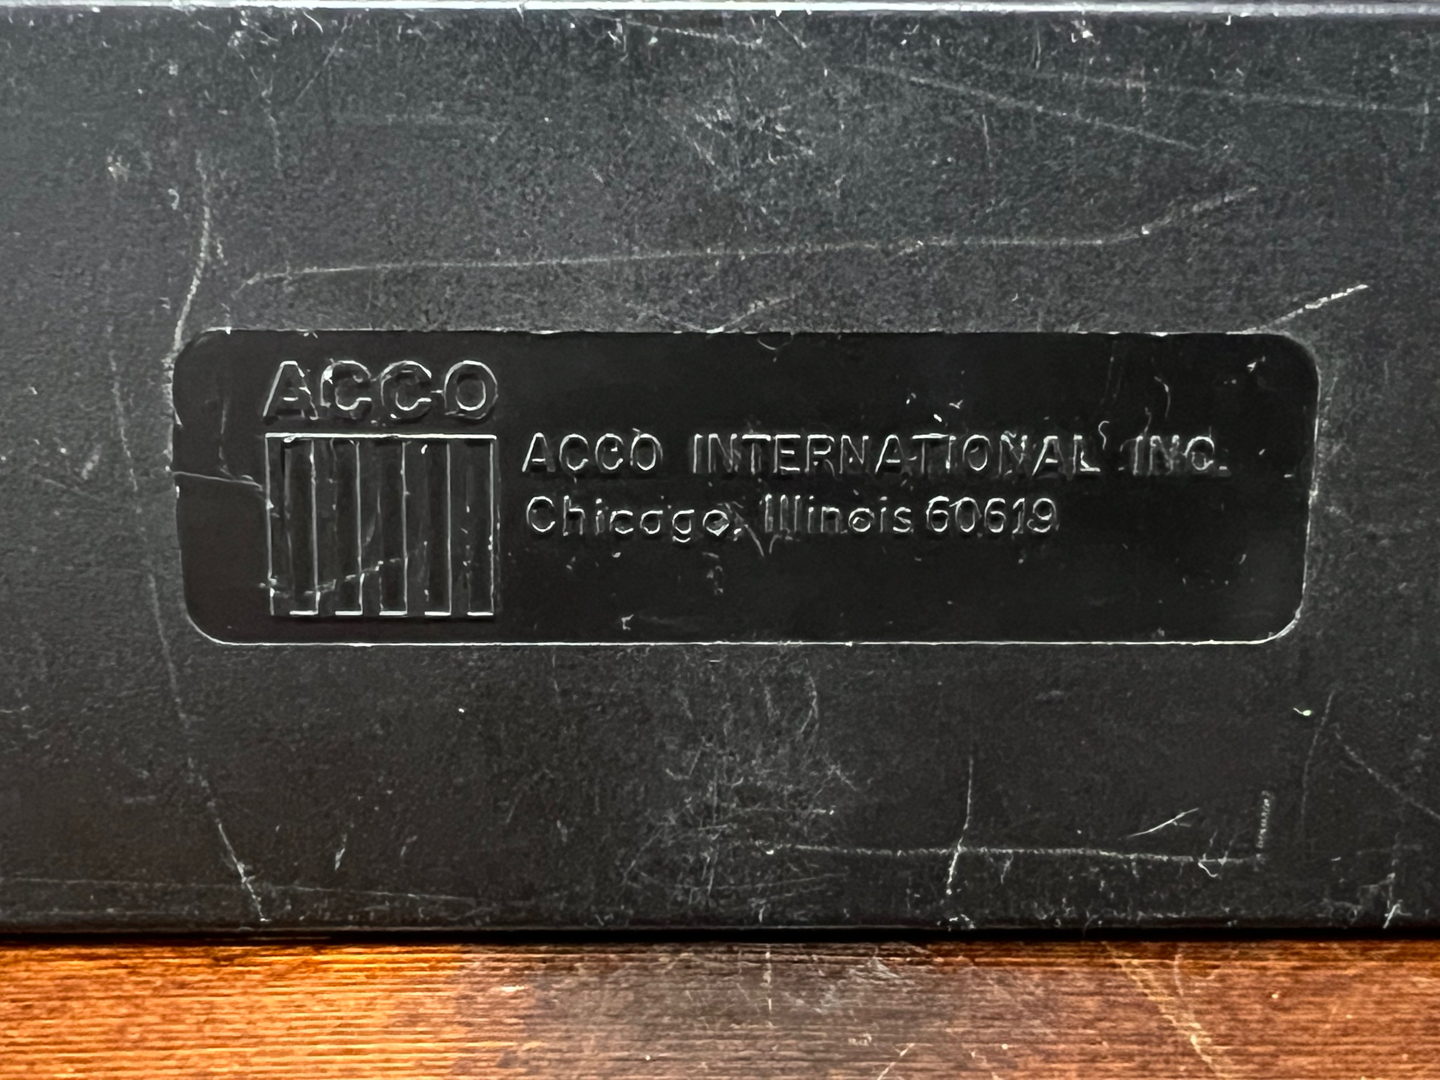 ACCO
ACCO INTERNATIONAL INC.
Chicago, Illinois 60619